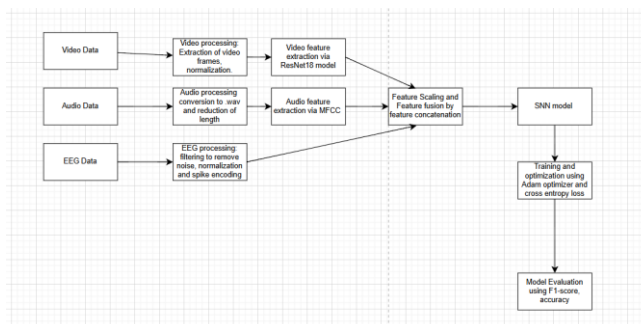 Video Data
Video processing:
Extraction of video
frames,
normalization.
Video feature
extraction via
ResNet18 model
Audio Data
Audio processing
conversion to .wav
and reduction of
length
Audio feature
extraction via MFCC
Feature Scaling and
Feature fusion by
feature concatenation
SNN model
EEG Data
EEG processing:
filtering to remove
noise, normalization
and spike encoding
Training and
optimization using
Adam optimizer and
cross entropy loss
Model Evaluation
using F1-score,
accuracy